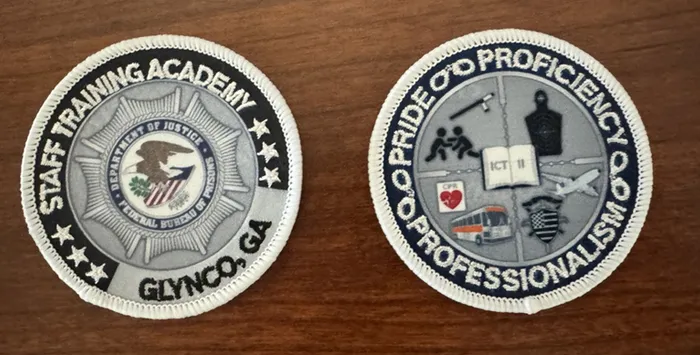 STAFF TRAINING ACADEMY
DEPARTMENT OF JUSTICE
FEDERAL BUREAU OF PRISONS
GLYNCO, GA
PRIDE PROFICIENCY
ICT II
CPR
PROFESSIONALISM